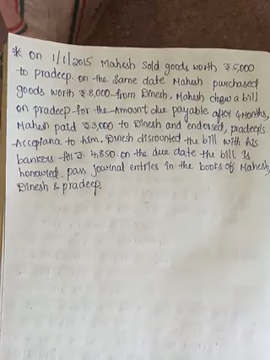 * On 1/1/2015 Mahesh sold goods worth ₹5,000
to pradeep. on the same date Mahesh purchased
goods worth ₹8,000 from Dinesh. Mahesh drew a bill
on pradeep for the Amount due payable after 4 months,
Mahesh paid ₹3,000 to Dinesh and endorsed, pradeep's
Acceptance to him. Dinesh discounted the bill with his
bankers for ₹ 4,850. on the due date the bill is
honoured. pass journal entries in the books of Mahesh,
Dinesh & pradeep.